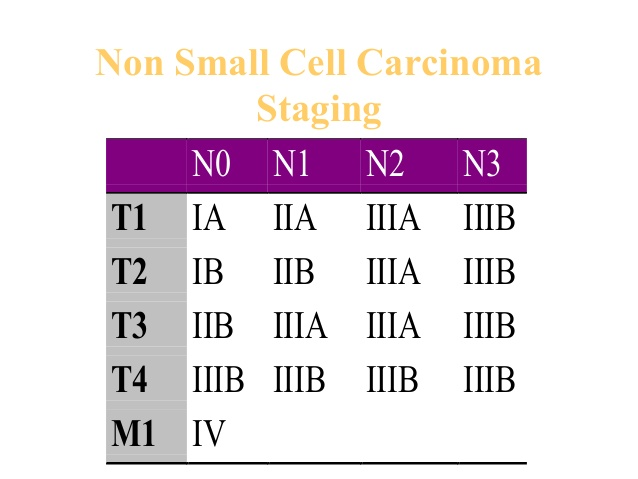 Non Small Cell Carcinoma
Staging
N0 N1 N2 N3
T1 IA IIA IIIA IIIB
T2 IB IIB IIIA IIIB
T3 IIB IIIA IIIA IIIB
T4 IIIB IIIB IIIB IIIB
M1 IV